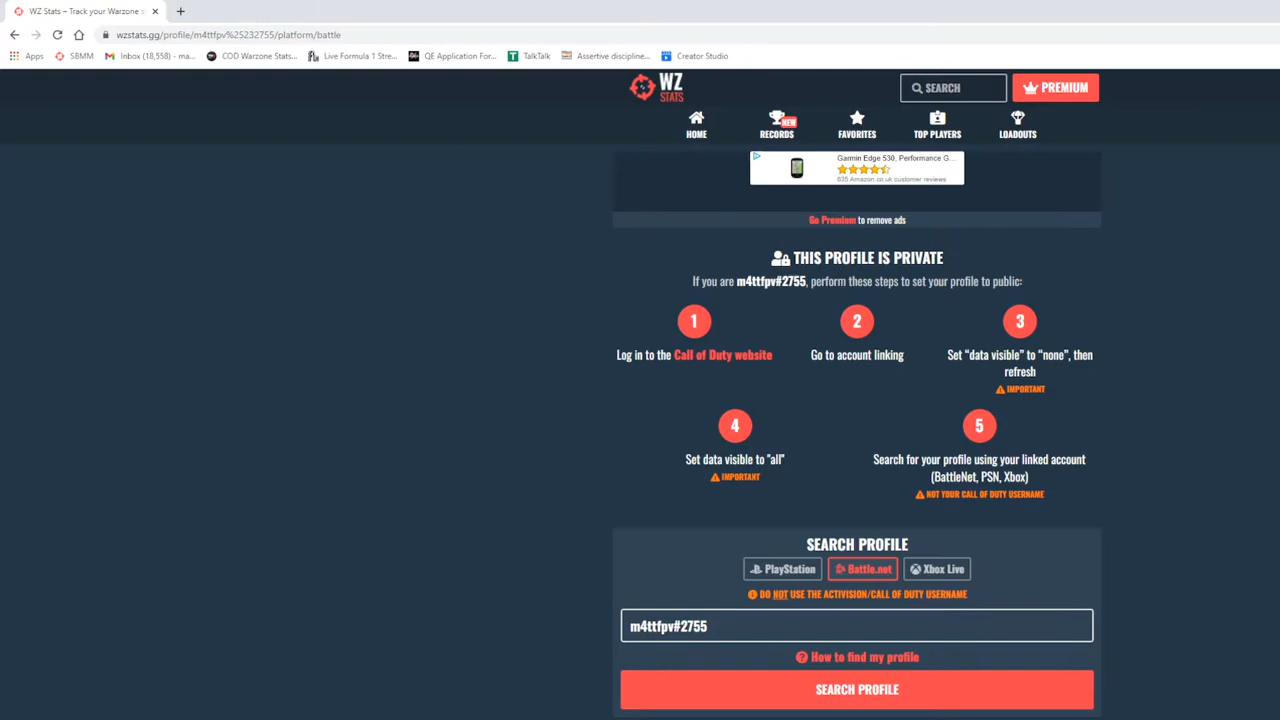 WZ Stats – Track your Warzone s
wzstats.gg/profile/m4ttfpv%25232755/platform/battle
Apps SBMM Inbox (18,558) - ma... COD Warzone Stats... Live Formula 1 Stre... QE Application For... TalkTalk Assertive discipline... Creator Studio
WZ
STATS
SEARCH
PREMIUM
HOME
RECORDS
NEW
FAVORITES
TOP PLAYERS
LOADOUTS
Garmin Edge 530, Performance G...
635 Amazon.co.uk customer reviews
Go Premium to remove ads
THIS PROFILE IS PRIVATE
If you are m4ttfpv#2755, perform these steps to set your profile to public:
1
Log in to the Call of Duty website
2
Go to account linking
3
Set “data visible” to “none”, then
refresh
IMPORTANT
4
Set data visible to "all"
IMPORTANT
5
Search for your profile using your linked account
(BattleNet, PSN, Xbox)
NOT YOUR CALL OF DUTY USERNAME
SEARCH PROFILE
PlayStation Battle.net Xbox Live
DO NOT USE THE ACTIVISION/CALL OF DUTY USERNAME
m4ttfpv#2755
How to find my profile
SEARCH PROFILE